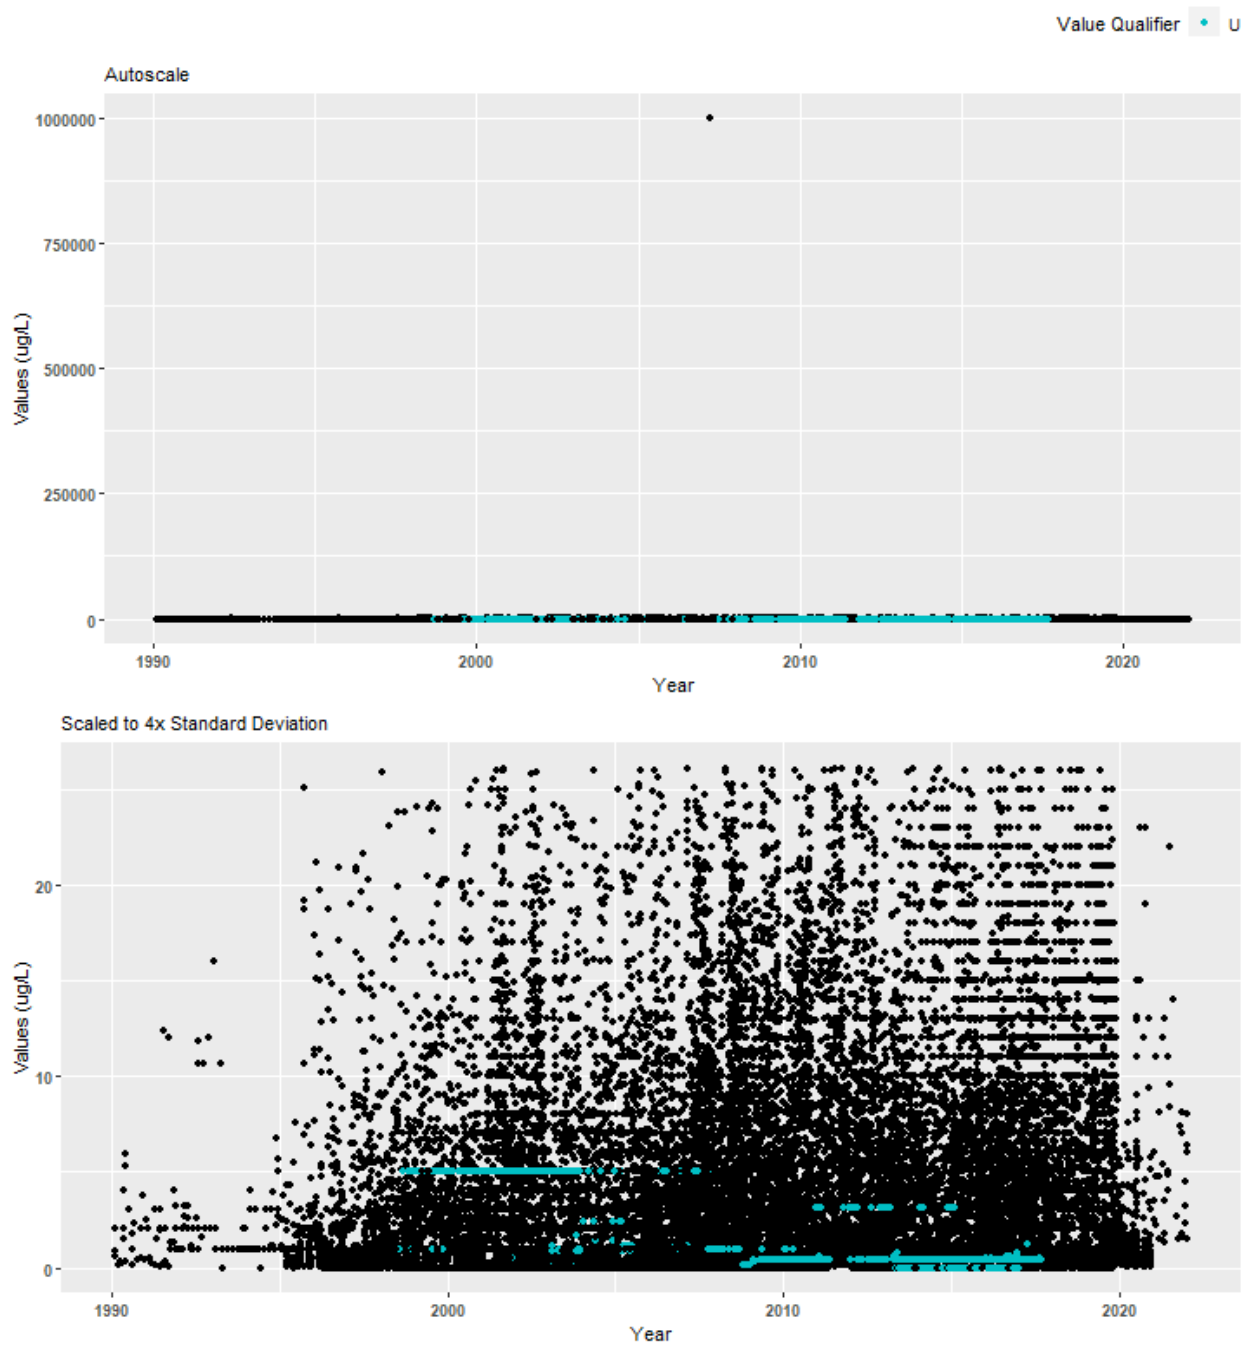 Value Qualifier U
Autoscale
1000000
750000
500000
250000
0
Values (ug/L)
1990 2000 2010 2020
Year
Scaled to 4x Standard Deviation
20
10
0
Values (ug/L)
1990 2000 2010 2020
Year